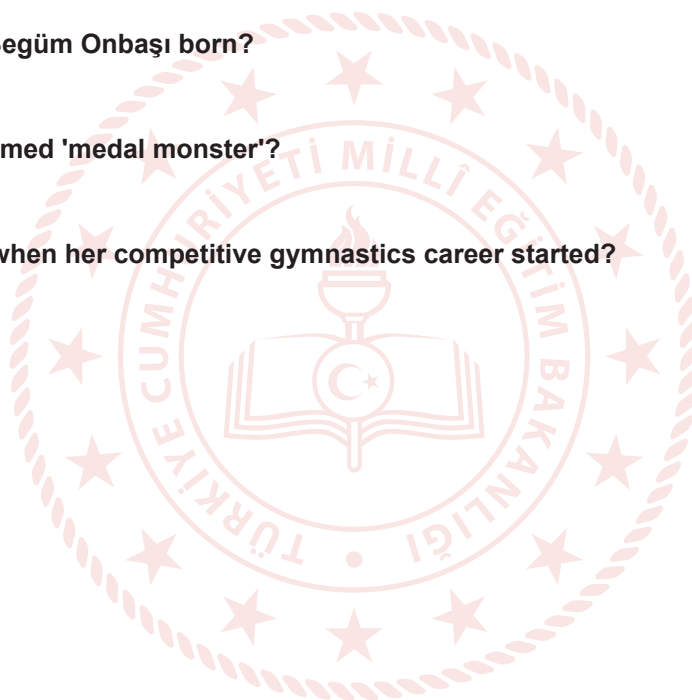 egüm Onbaşı born?
med 'medal monster'?
when her competitive gymnastics career started?
TÜRKİYE CUMHURİYETİ MİLLÎ EĞİTİM BAKANLIĞI